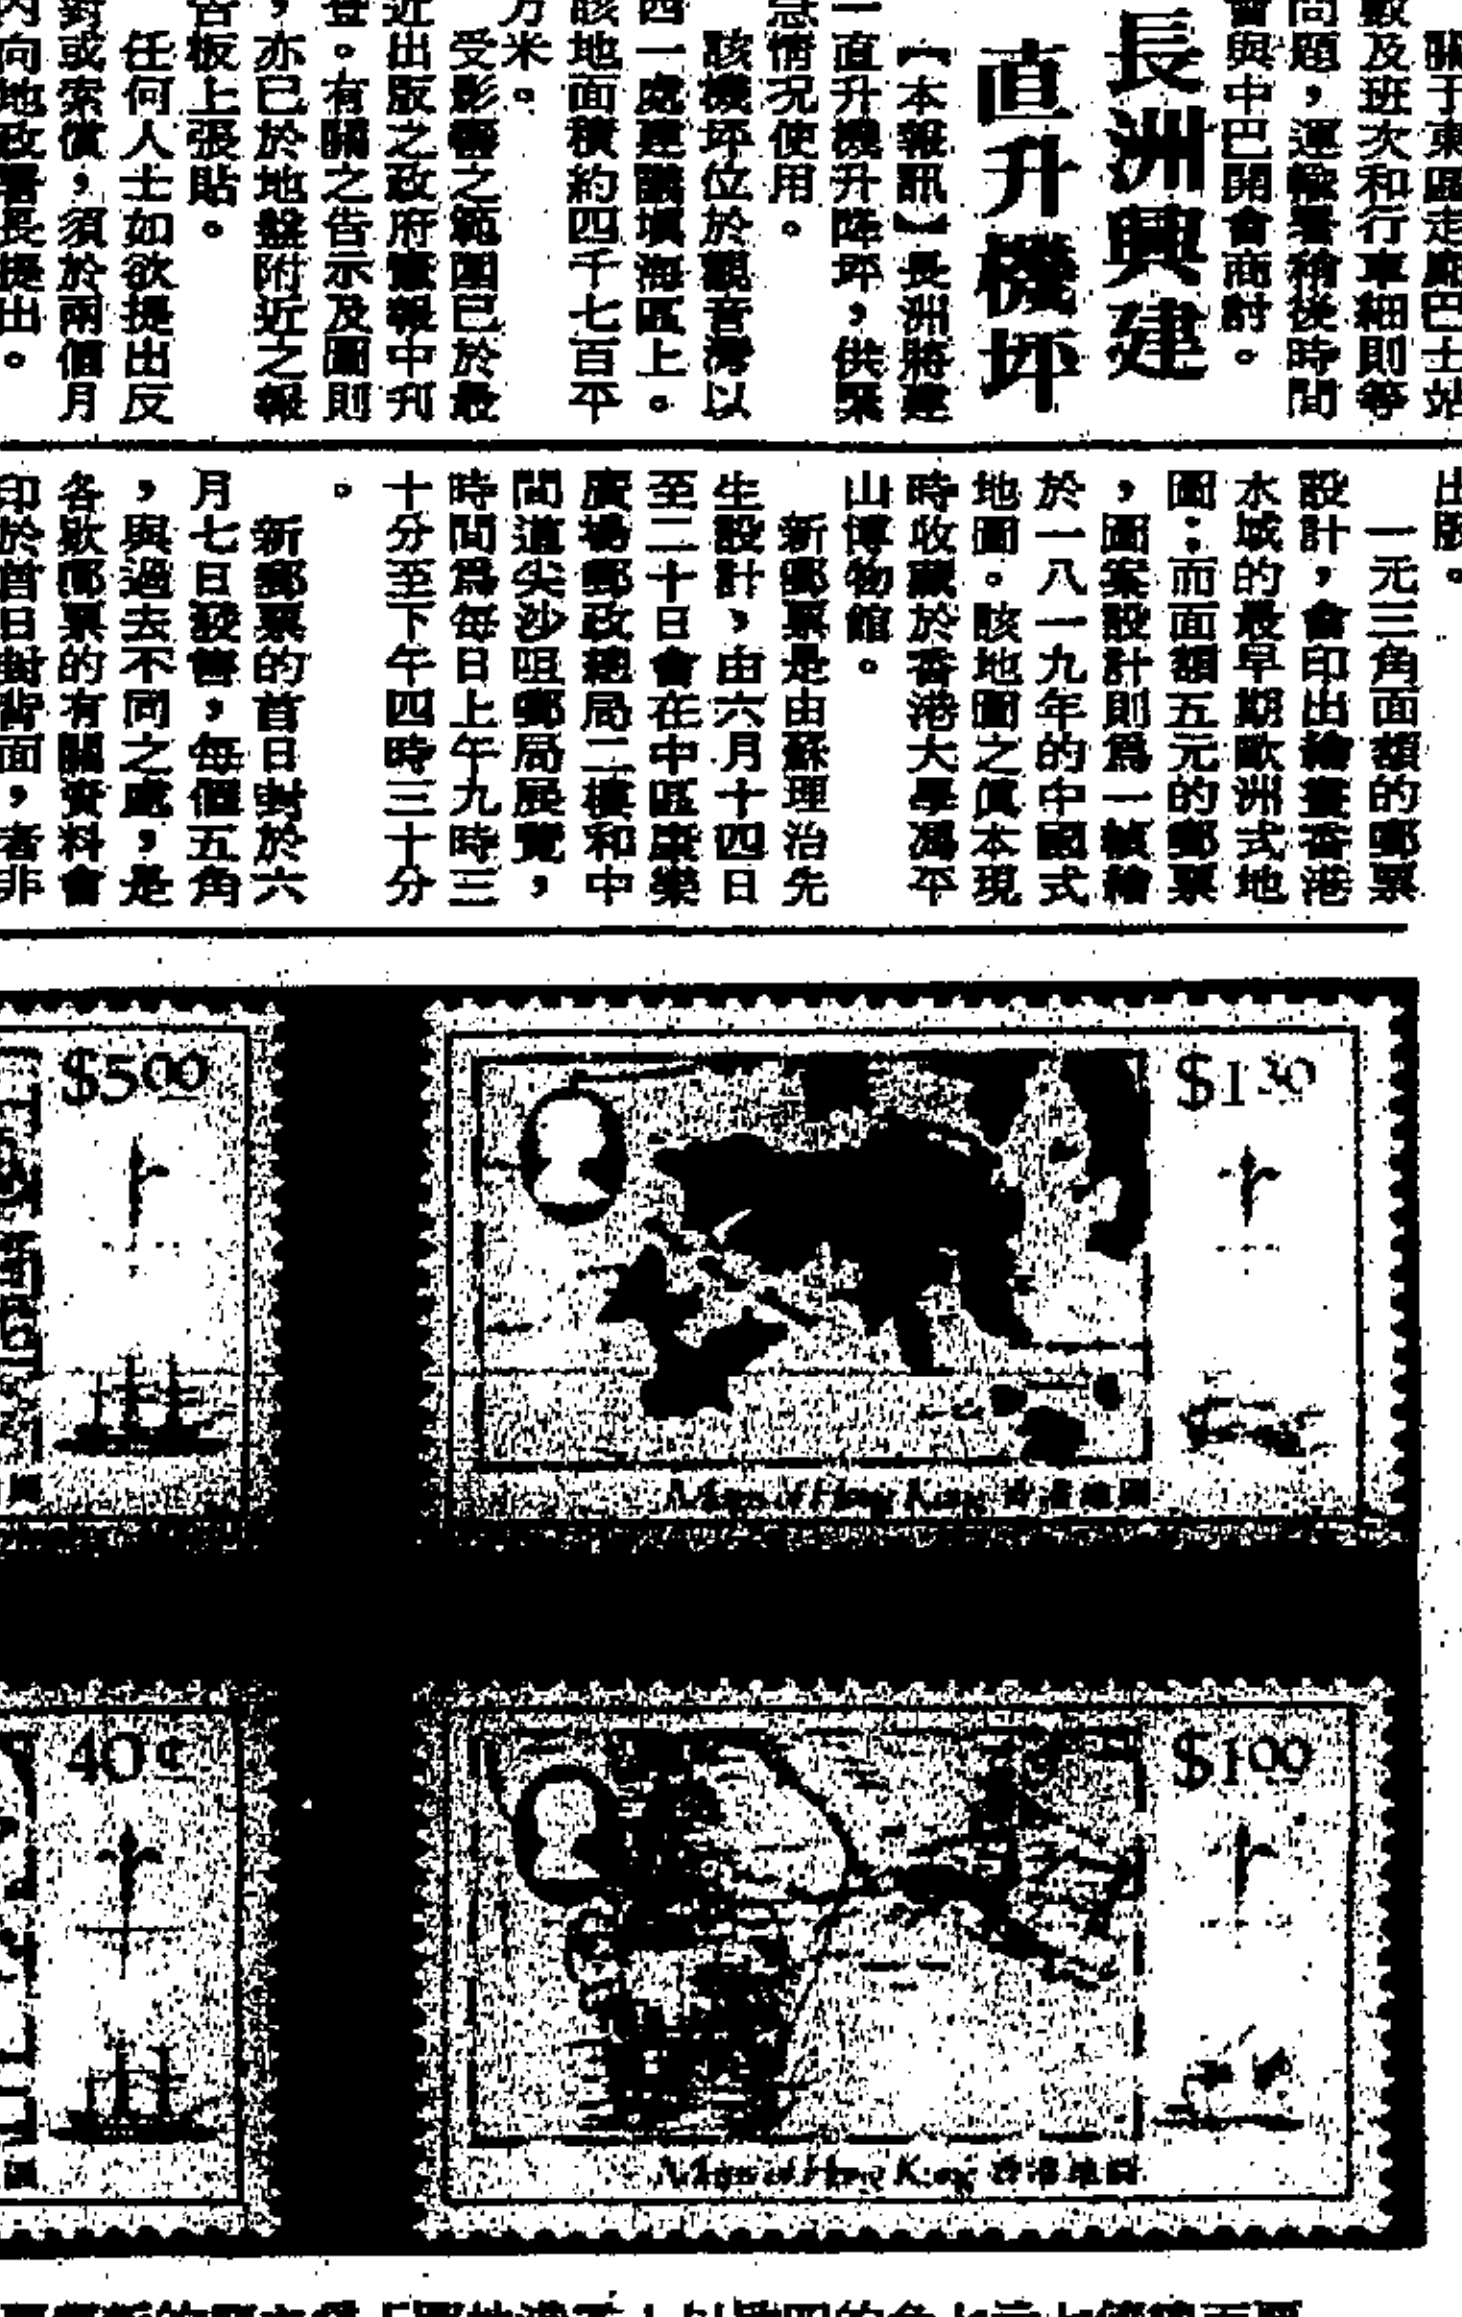 關于東區走廊巴士站
數及班次和行車細則等
問題，運輸署稍後時間
會與中巴開會商討。
長洲興建
直升機坪
【本報訊】長洲將建
一直升機升降坪，供緊
急情況使用。
該機坪位於觀音灣以
四一處建議填海區上。
該地面積約四千七百平
方米。
受影響之範圍已於最
近出版之政府憲報中刊
登。有關之告示及圖則
，亦已於地盤附近之報
告板上張貼。
任何人士如欲提出反
對或索償，須於兩個月
內向地政署長提出。
出版。
一元三角面額的郵票
設計，會印出繪畫香港
水域的最早期歐洲式地
圖；而面額五元的郵票
，圖案設計則為一幀繪
於一八一九年的中國式
地圖。該地圖之眞本現
時收藏於香港大學馮平
山博物館。
新郵票是由蘇理治先
生設計，由六月十四日
至二十日會在中區康樂
廣場郵政總局二樓和中
間道尖沙咀郵局展覽，
時間爲每日上午九時三
十分至下午四時三十分
。
新郵票的首日封於六
月七日發售，每個五角
，與過去不同之處，是
各款郵票的有關資料會
印於首日封背面，者非
$5.00
$1.30
Maps of Hong Kong 香港地圖
40¢
$1.00
Maps of Hong Kong 香港地圖